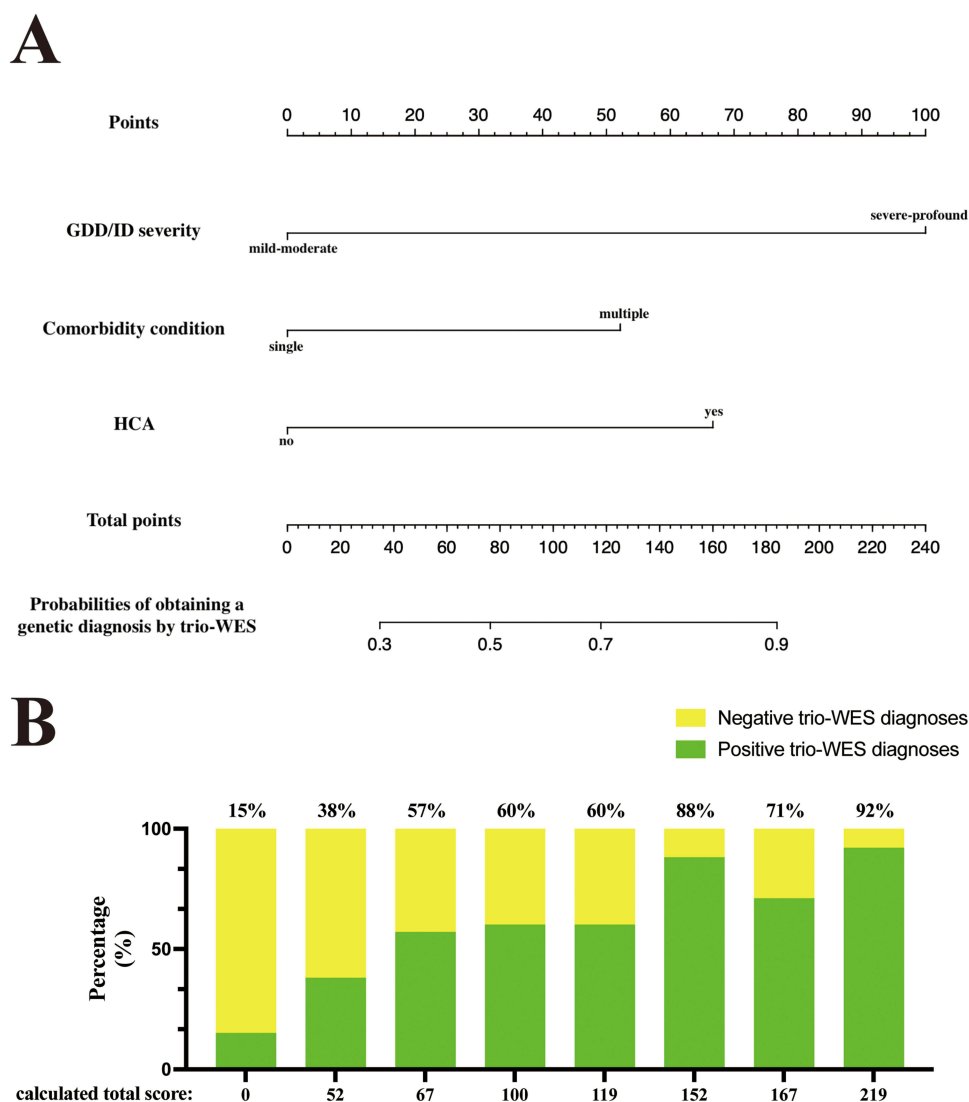 A
Points
0 10 20 30 40 50 60 70 80 90 100
GDD/ID severity
severe-profound
mild-moderate
Comorbidity condition
multiple
single
HCA
yes
no
Total points
0 20 40 60 80 100 120 140 160 180 200 220 240
Probabilities of obtaining a
genetic diagnosis by trio-WES
0.3 0.5 0.7 0.9
B
Negative trio-WES diagnoses
Positive trio-WES diagnoses
15% 38% 57% 60% 60% 88% 71% 92%
Percentage
(%)
100
50
0
calculated total score: 0 52 67 100 119 152 167 219